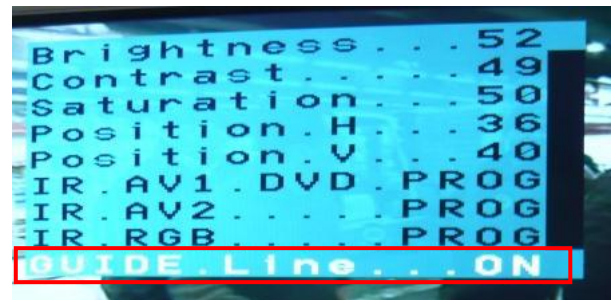 Brightness...52
Contrast.....49
Saturation...50
Position.H...36
Position.V...40
IR.AV1.DVD.PROG
IR.AV2.....PROG
IR.RGB.....PROG
GUIDE.Line...ON